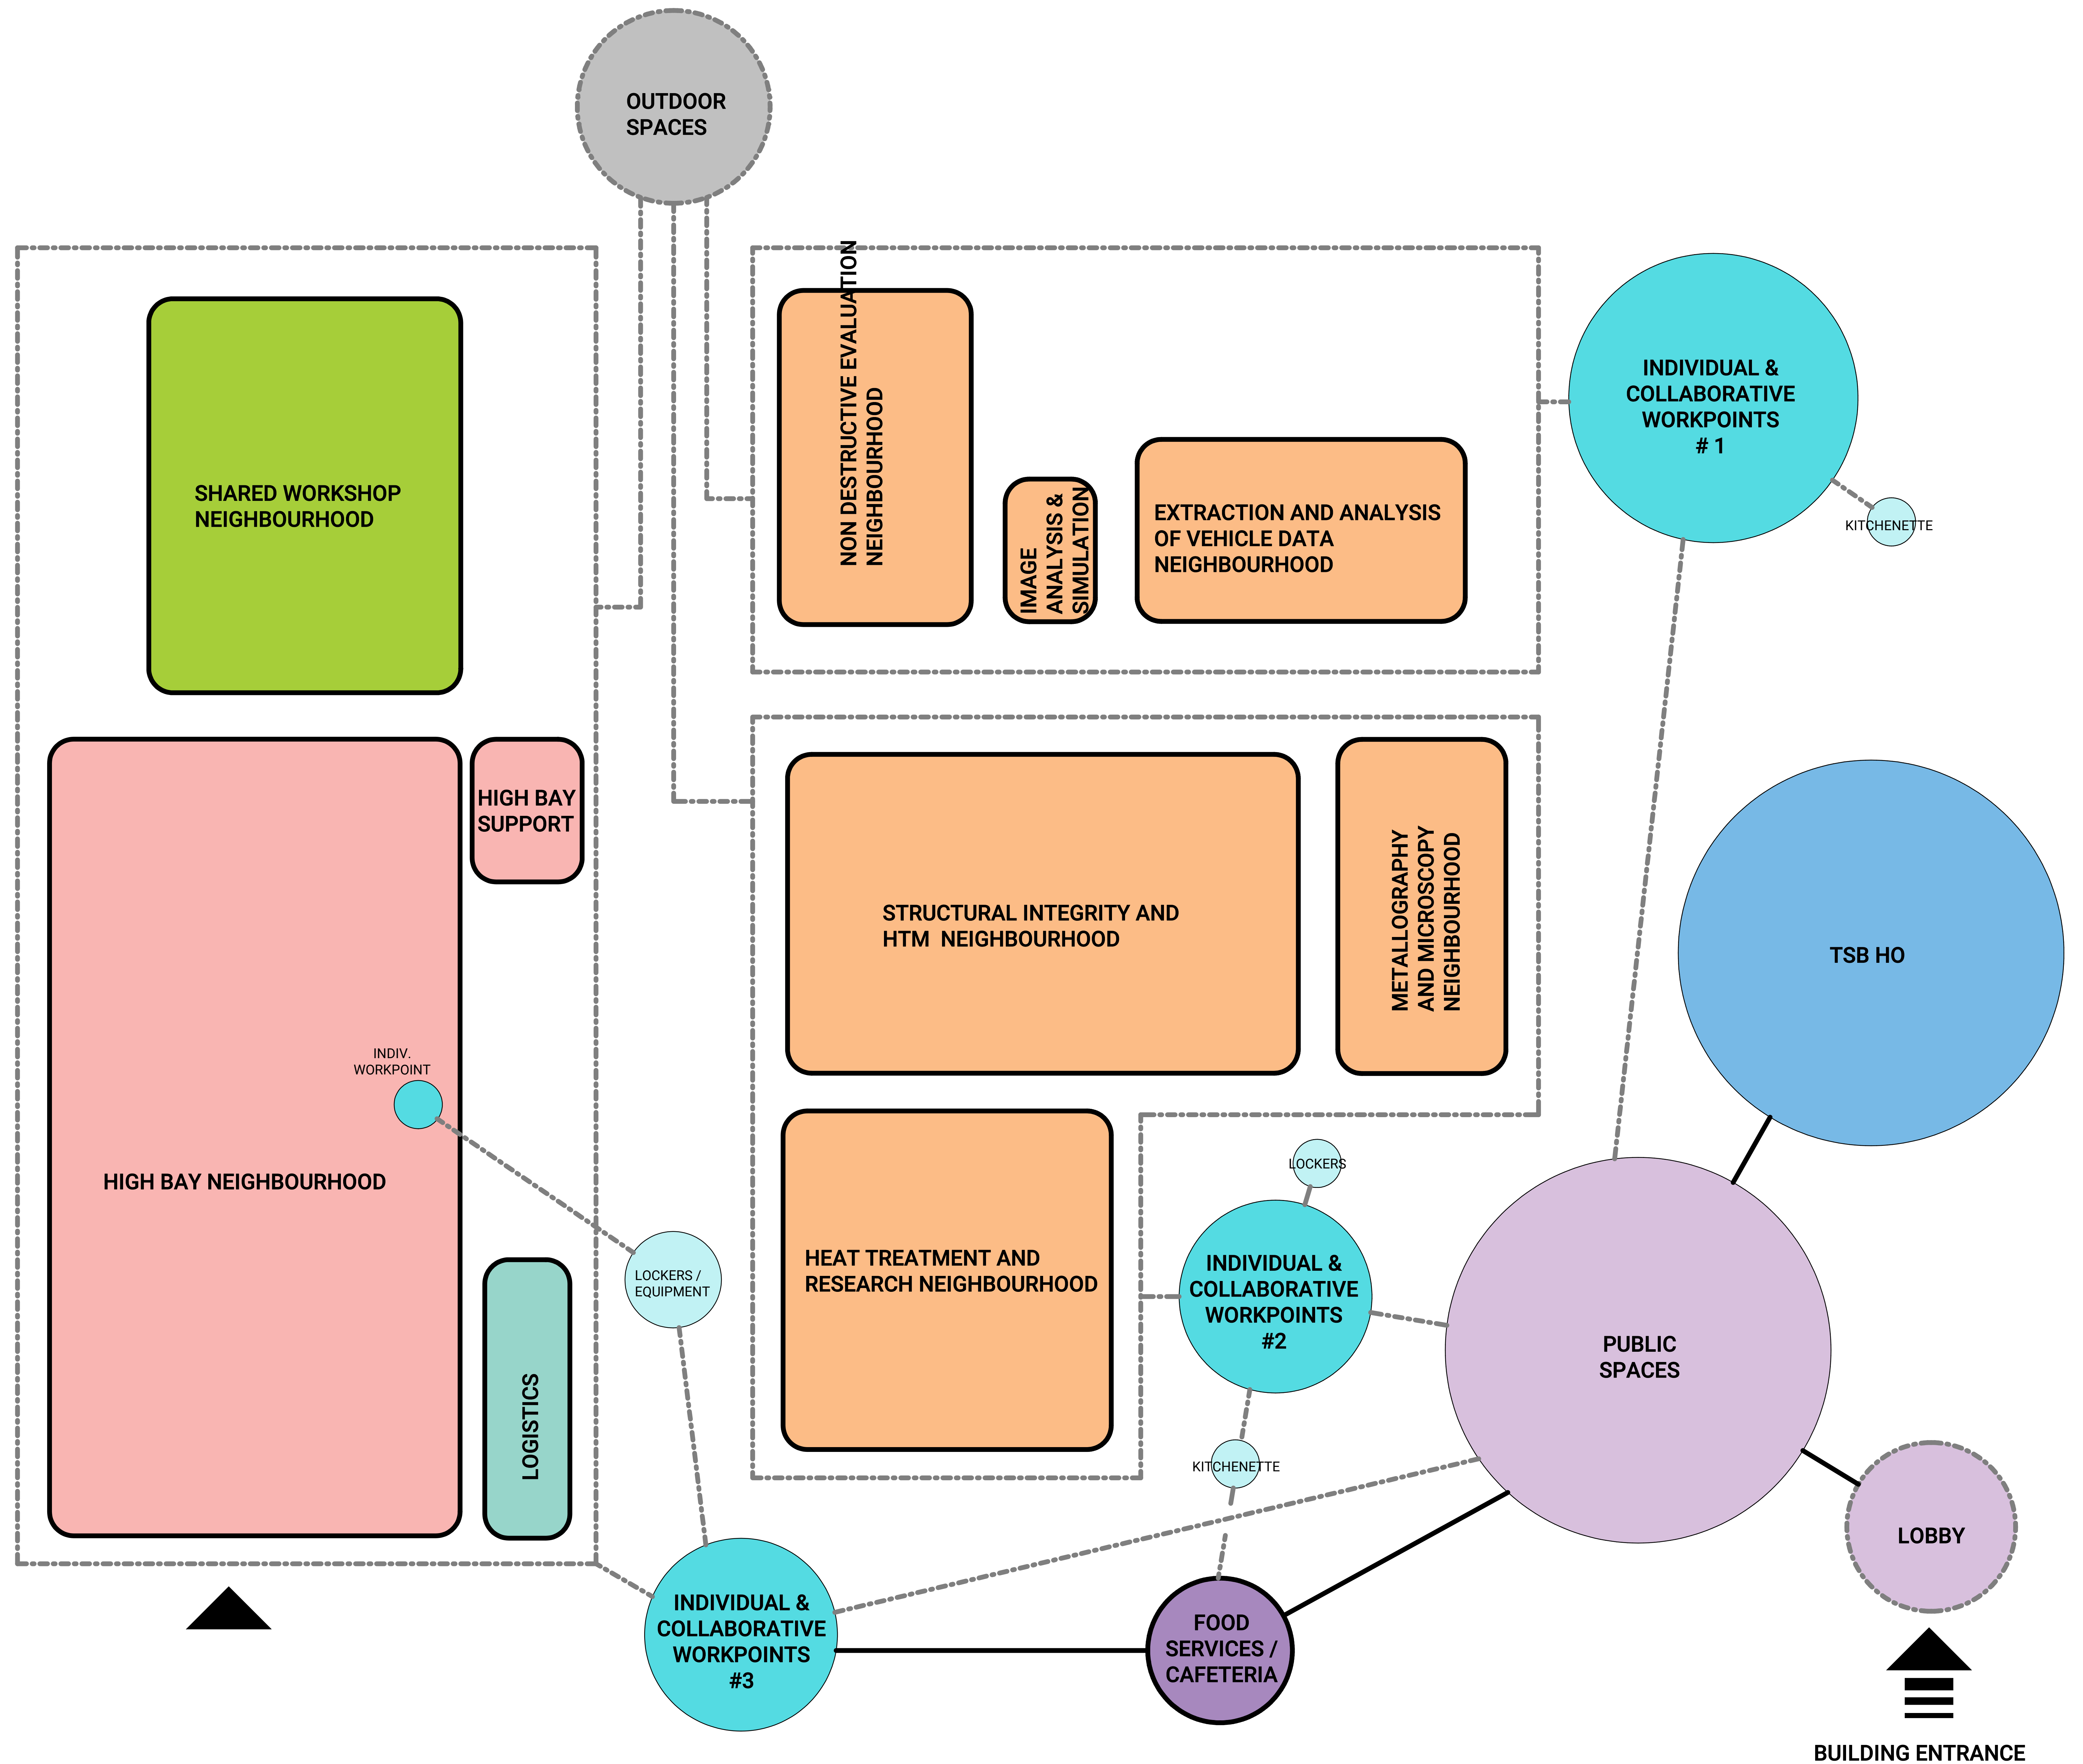 OUTDOOR
SPACES
NON DESTRUCTIVE EVALUATION
NEIGHBOURHOOD
IMAGE
ANALYSIS &
SIMULATION
EXTRACTION AND ANALYSIS
OF VEHICLE DATA
NEIGHBOURHOOD
INDIVIDUAL &
COLLABORATIVE
WORKPOINTS
# 1
KITCHENETTE
SHARED WORKSHOP
NEIGHBOURHOOD
HIGH BAY
SUPPORT
STRUCTURAL INTEGRITY AND
HTM NEIGHBOURHOOD
METALLOGRAPHY
AND MICROSCOPY
NEIGHBOURHOOD
TSB HO
INDIV.
WORKPOINT
HIGH BAY NEIGHBOURHOOD
LOCKERS /
EQUIPMENT
HEAT TREATMENT AND
RESEARCH NEIGHBOURHOOD
LOCKERS
INDIVIDUAL &
COLLABORATIVE
WORKPOINTS
#2
PUBLIC
SPACES
LOGISTICS
KITCHENETTE
LOBBY
INDIVIDUAL &
COLLABORATIVE
WORKPOINTS
#3
FOOD
SERVICES /
CAFETERIA
BUILDING ENTRANCE